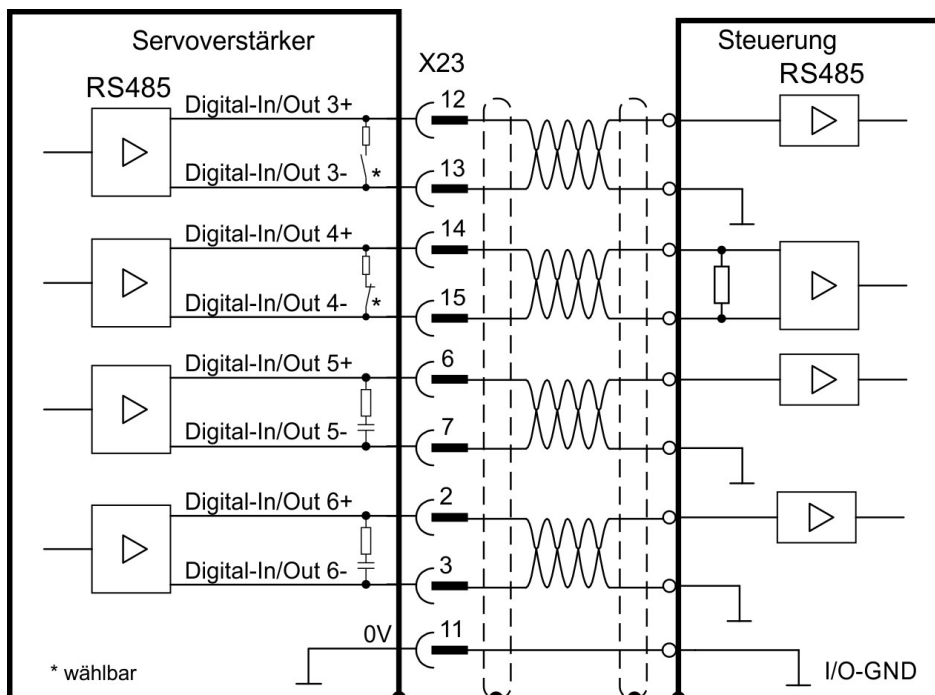 Servoverstärker
Steuerung
X23
RS485
RS485
Digital-In/Out 3+
12
Digital-In/Out 3-
*
13
Digital-In/Out 4+
14
Digital-In/Out 4-
*
15
Digital-In/Out 5+
6
Digital-In/Out 5-
7
Digital-In/Out 6+
2
Digital-In/Out 6-
3
0V
11
* wählbar
I/O-GND